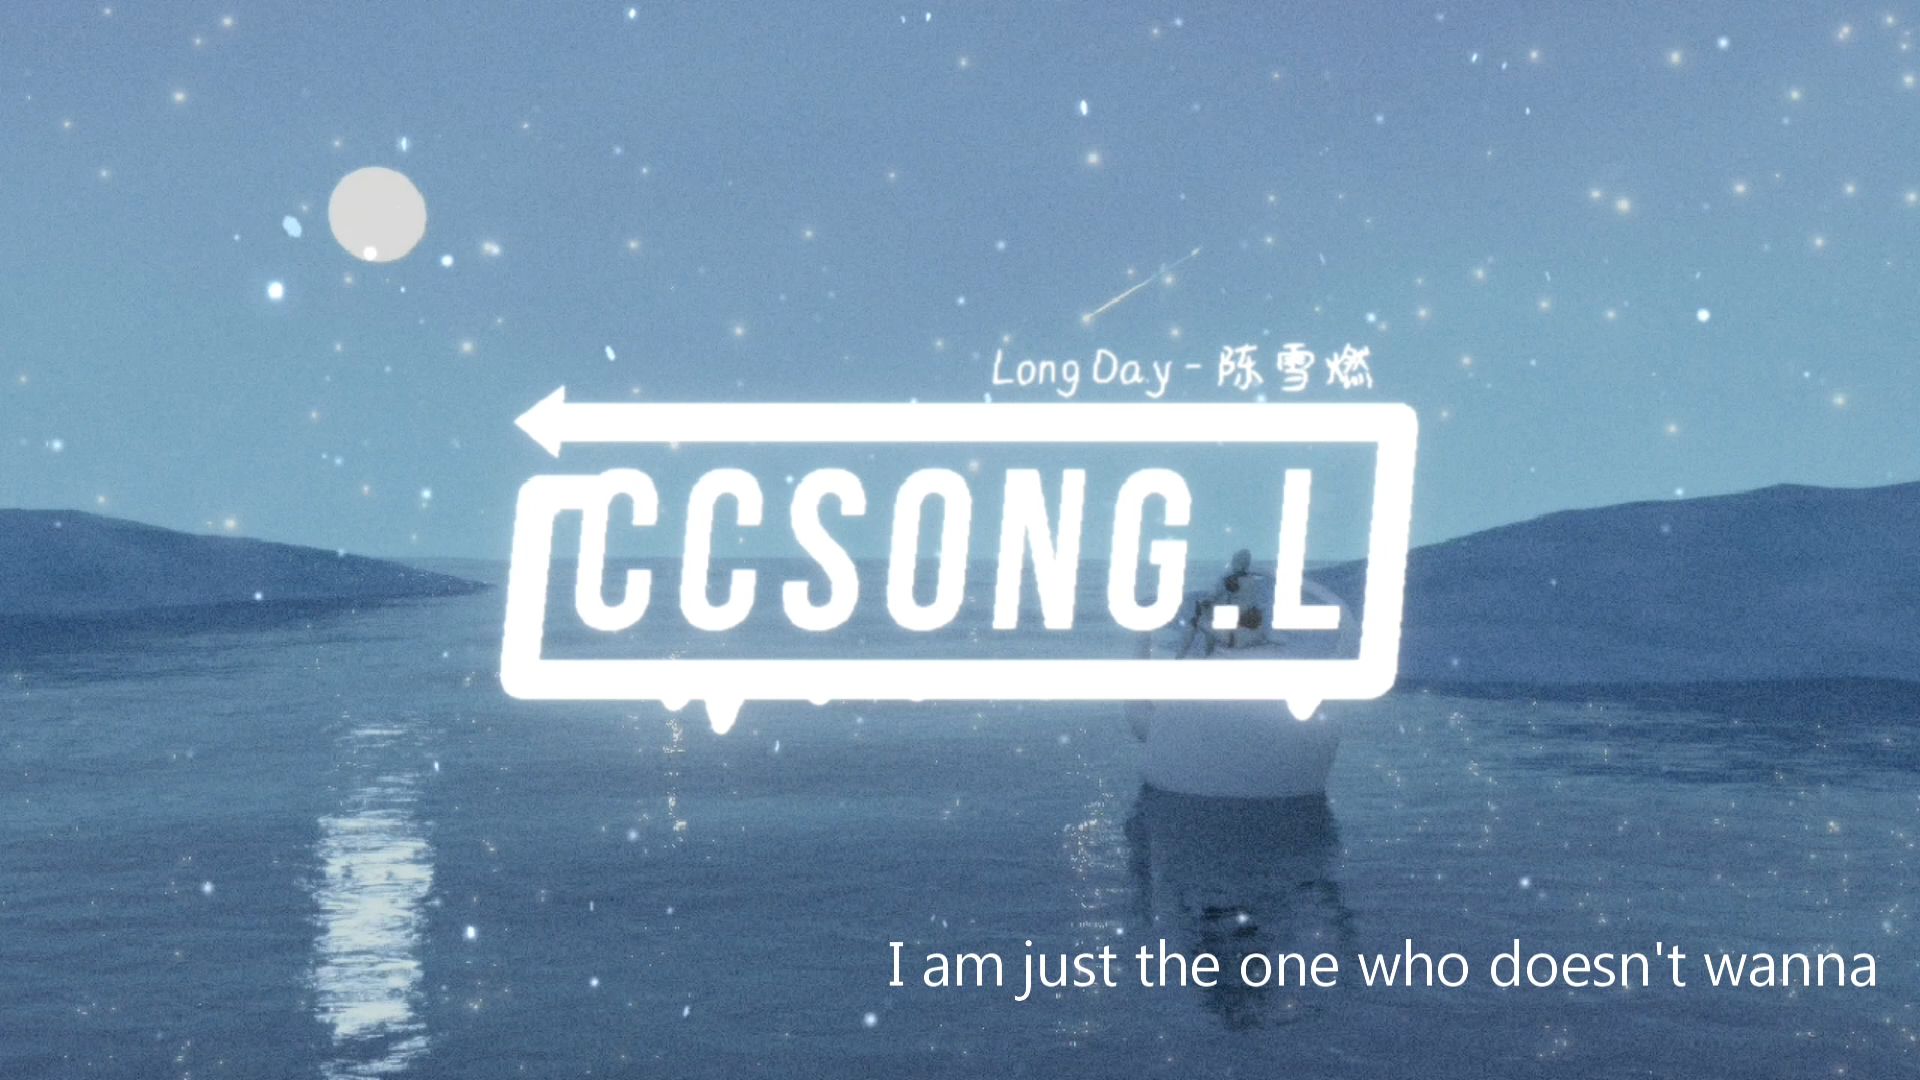 Long Day - 陈雪燃
CCSONG.L
I am just the one who doesn't wanna